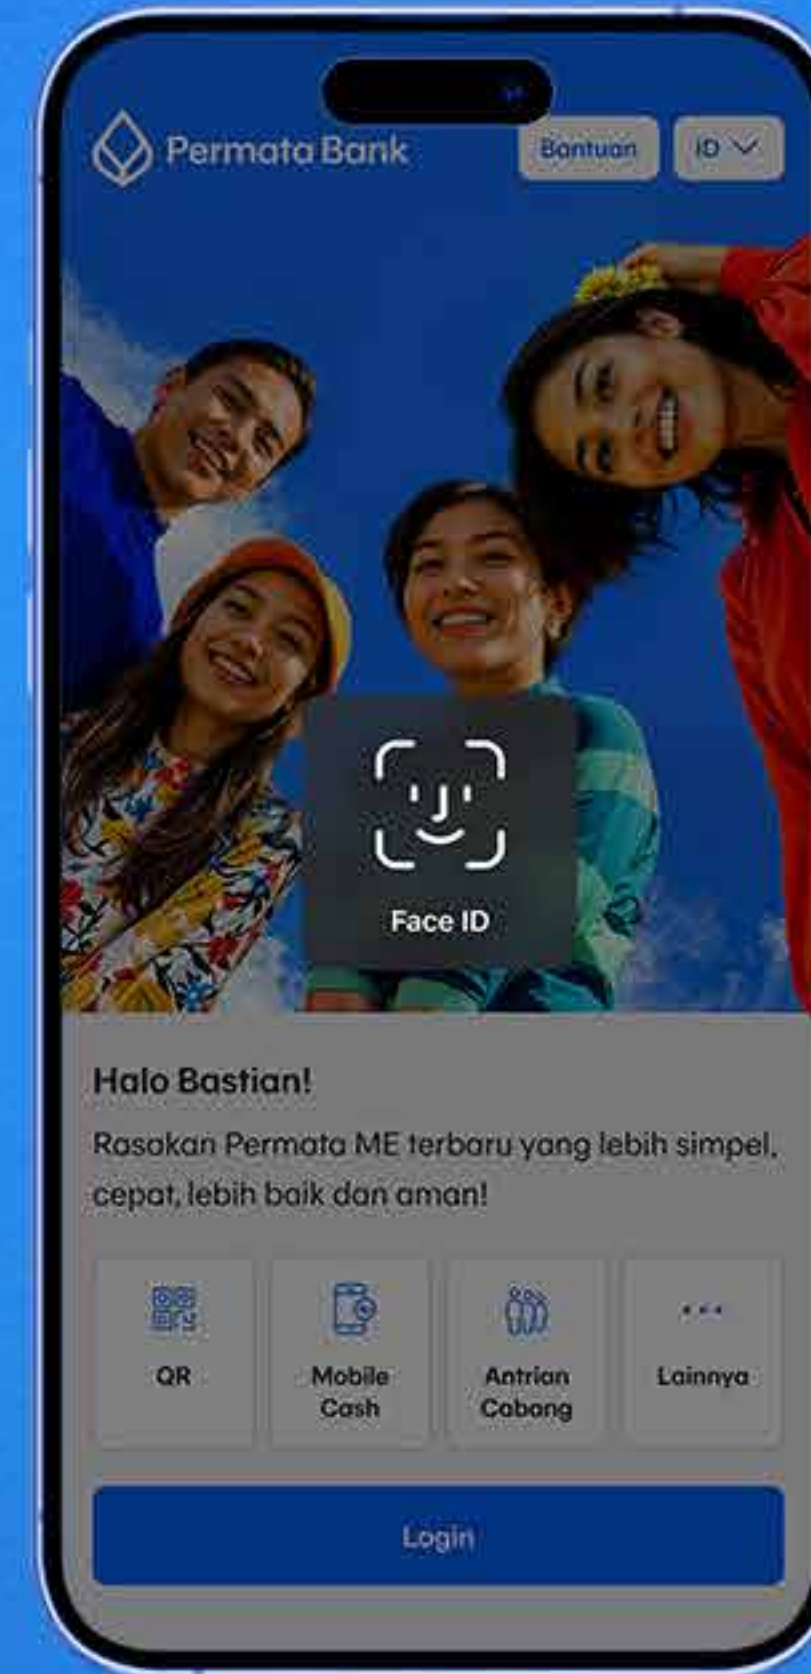 Permata Bank
Bantuan
ID
Face ID
Halo Bastian!
Rasakan Permata ME terbaru yang lebih simpel,
cepat, lebih baik dan aman!
QR
Mobile
Cash
Antrian
Cabang
Lainnya
Login